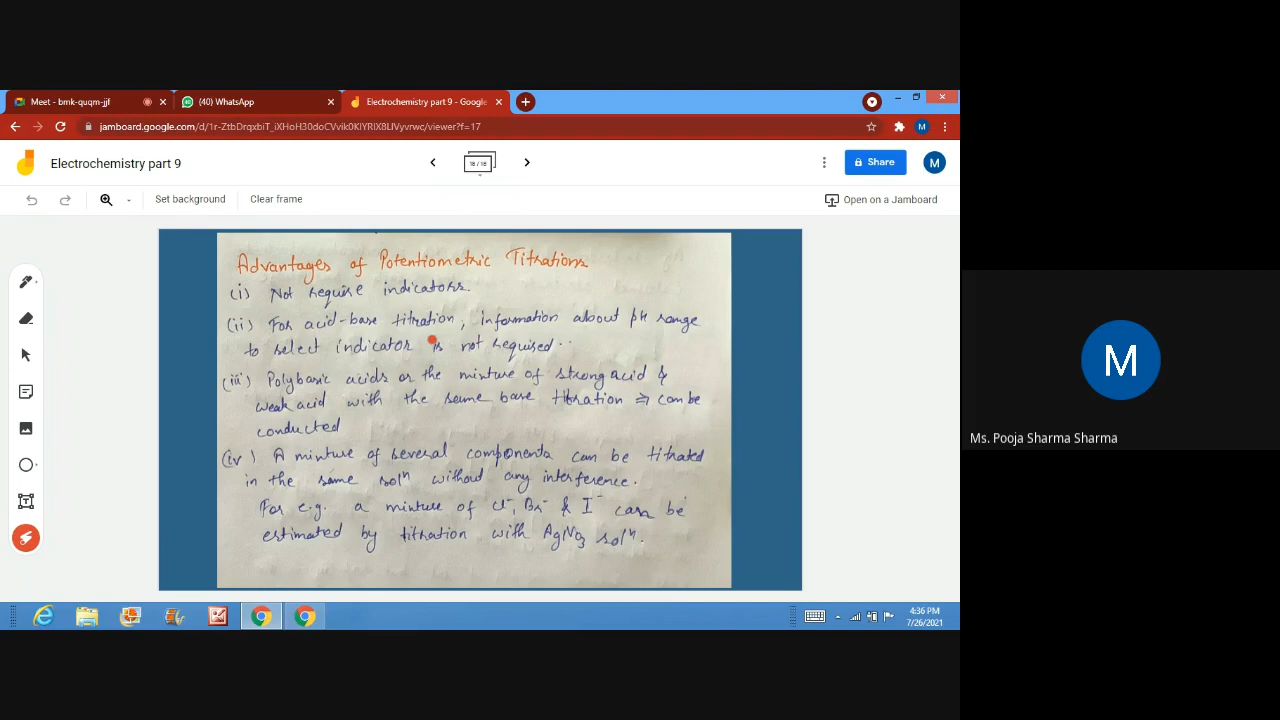 Meet - bmk-quqm-jjf
(40) WhatsApp
Electrochemistry part 9 - Google
jamboard.google.com/d/1r-ZtbDrqxbiT_iXHoH30doCVvik0KIYRIX8LIVyvrwc/viewer?f=17
M
Electrochemistry part 9
18 / 18
Share
M
Set background
Clear frame
Open on a Jamboard
Advantages of Potentiometric Titrations
(i) Not require indicators.
(ii) For acid-base titration, information about pH range
to select indicator is not required..
(iii) Polybasic acids or the mixture of strong acid &
weak acid with the same base titration ⇒ can be
conducted
(iv) A mixture of several components can be titrated
in the same solⁿ without any interference.
For e.g. a mixture of Cl⁻, Br⁻ & I⁻ can be
estimated by titration with AgNO₃ solⁿ.
M
Ms. Pooja Sharma Sharma
4:36 PM
7/26/2021